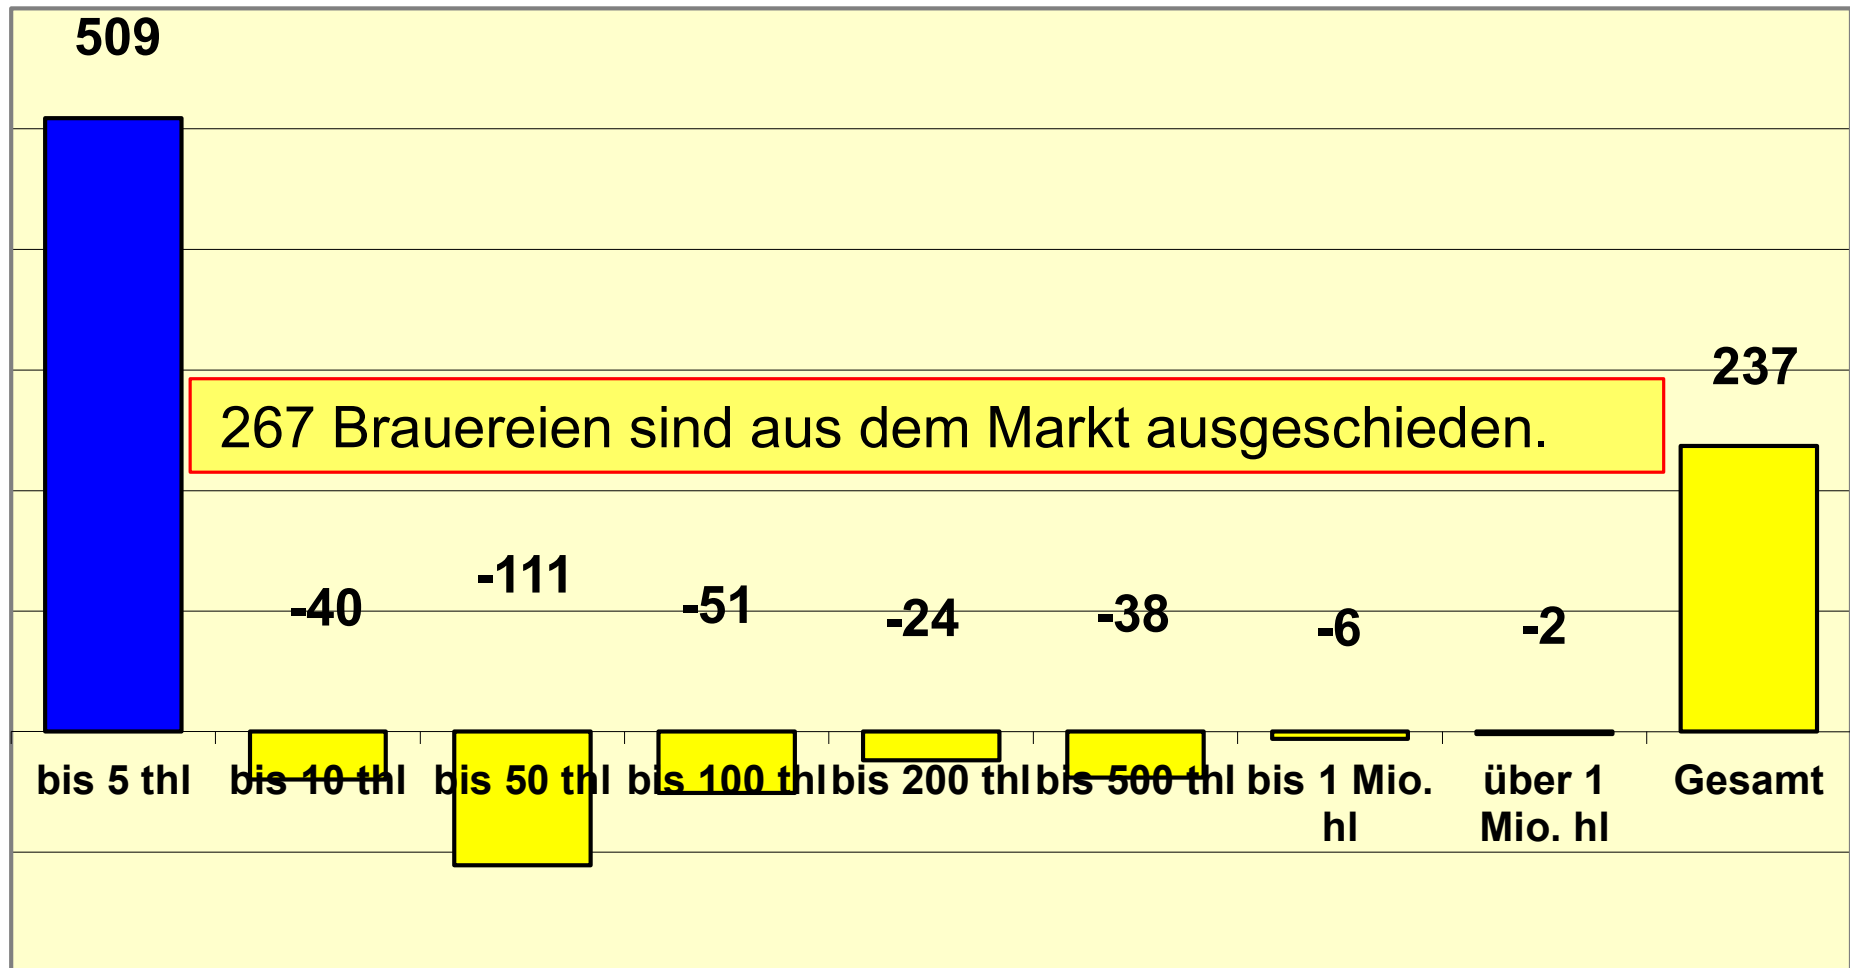 509
237
267 Brauereien sind aus dem Markt ausgeschieden.
-40
-111
-51
-24
-38
-6
-2
bis 5 thl
bis 10 thl
bis 50 thl
bis 100 thl
bis 200 thl
bis 500 thl
bis 1 Mio.
hl
über 1
Mio. hl
Gesamt